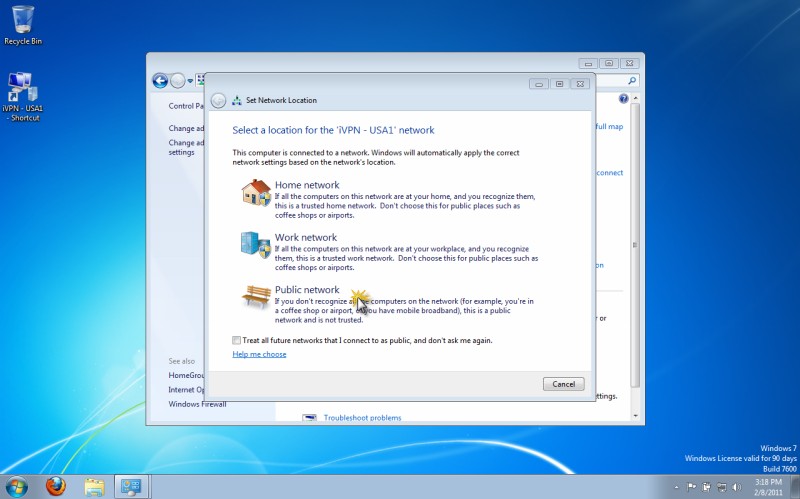 Recycle Bin
iVPN - USA1
- Shortcut
Control Pa
Change ad
Change ad
settings
See also
HomeGrou
Internet Op
Windows Firewall
full map
connect
on
or
ttings.
Troubleshoot problems
Set Network Location
Select a location for the 'iVPN - USA1' network
This computer is connected to a network. Windows will automatically apply the correct
network settings based on the network's location.
Home network
If all the computers on this network are at your home, and you recognize them,
this is a trusted home network. Don't choose this for public places such as
coffee shops or airports.
Work network
If all the computers on this network are at your workplace, and you recognize
them, this is a trusted work network. Don't choose this for public places such as
coffee shops or airports.
Public network
If you don't recognize all the computers on the network (for example, you're in
a coffee shop or airport, or you have mobile broadband), this is a public
network and is not trusted.
Treat all future networks that I connect to as public, and don't ask me again.
Help me choose
Cancel
Windows 7
Windows License valid for 90 days
Build 7600
3:18 PM
2/8/2011